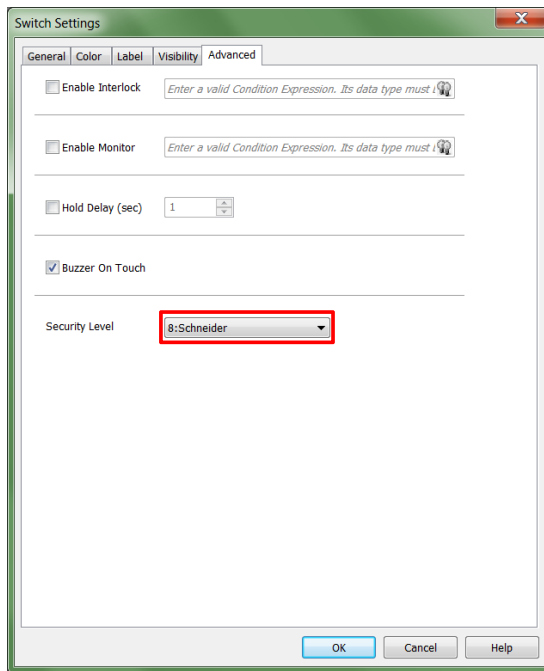 Switch Settings
General Color Label Visibility Advanced
Enable Interlock Enter a valid Condition Expression. Its data type must
Enable Monitor Enter a valid Condition Expression. Its data type must
Hold Delay (sec) 1
Buzzer On Touch
Security Level 8:Schneider
OK Cancel Help